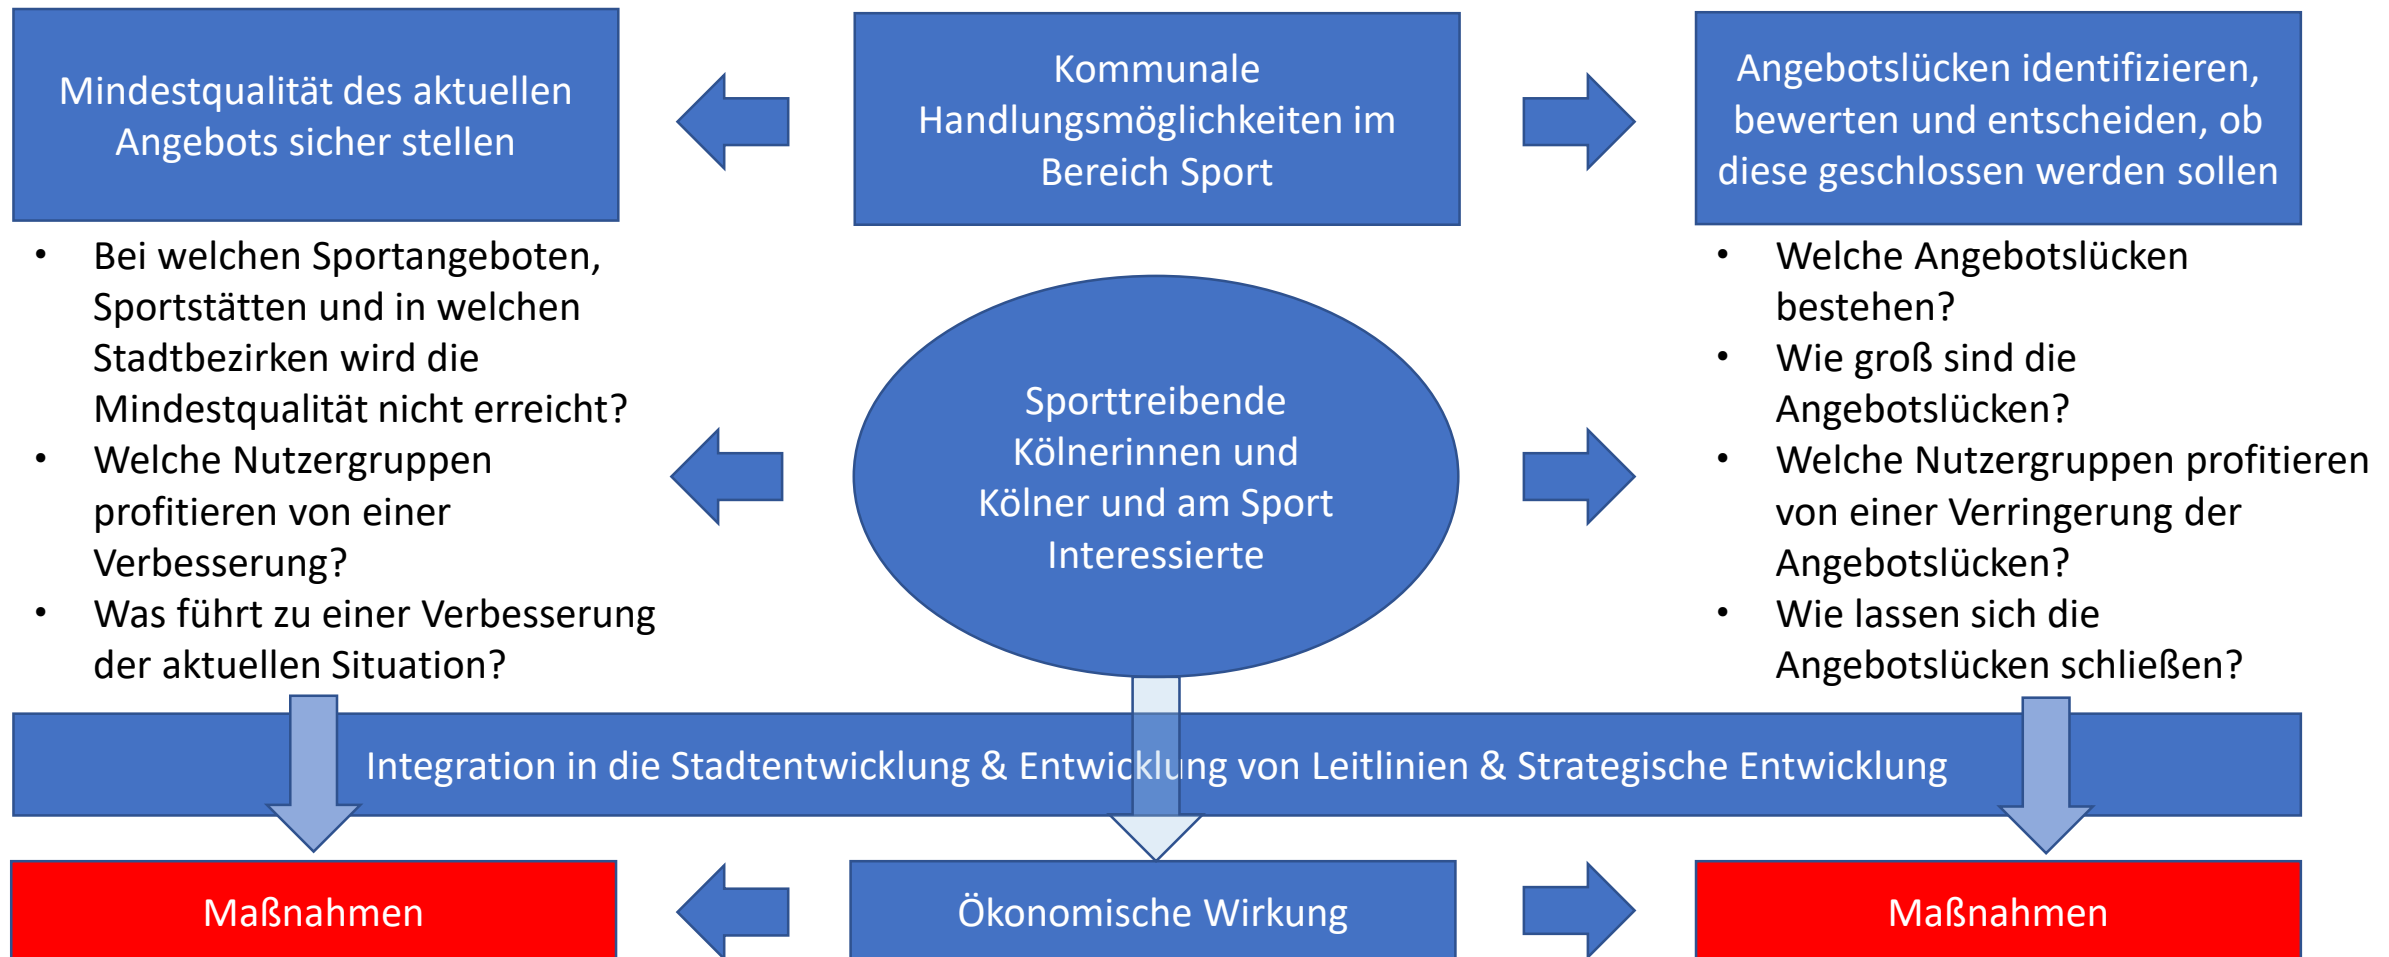 Mindestqualität des aktuellen
Angebots sicher stellen
Kommunale
Handlungsmöglichkeiten im
Bereich Sport
Angebotslücken identifizieren,
bewerten und entscheiden, ob
diese geschlossen werden sollen
• Bei welchen Sportangeboten,
Sportstätten und in welchen
Stadtbezirken wird die
Mindestqualität nicht erreicht?
• Welche Nutzergruppen
profitieren von einer
Verbesserung?
• Was führt zu einer Verbesserung
der aktuellen Situation?
Sporttreibende
Kölnerinnen und
Kölner und am Sport
Interessierte
• Welche Angebotslücken
bestehen?
• Wie groß sind die
Angebotslücken?
• Welche Nutzergruppen profitieren
von einer Verringerung der
Angebotslücken?
• Wie lassen sich die
Angebotslücken schließen?
Integration in die Stadtentwicklung & Entwicklung von Leitlinien & Strategische Entwicklung
Maßnahmen
Ökonomische Wirkung
Maßnahmen